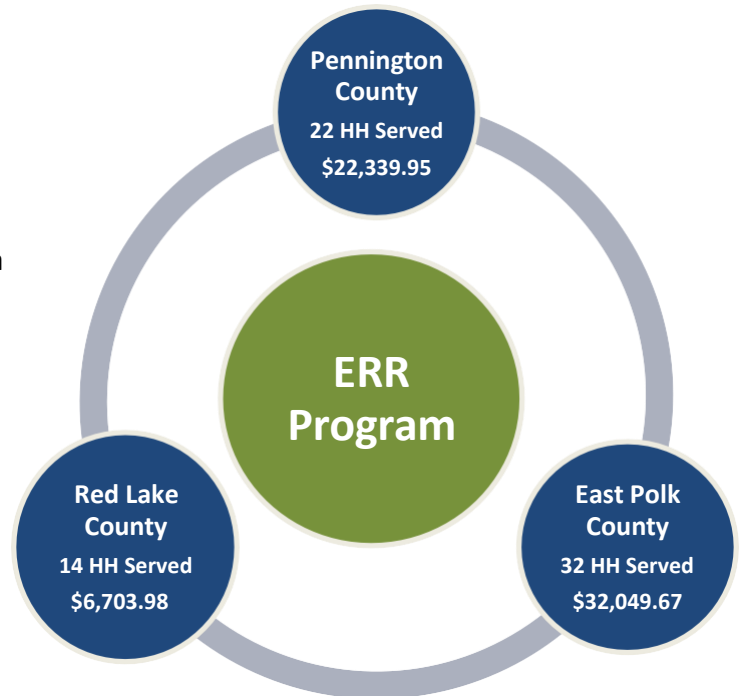 Pennington
County
22 HH Served
$22,339.95
ERR
Program
Red Lake
County
14 HH Served
$6,703.98
East Polk
County
32 HH Served
$32,049.67